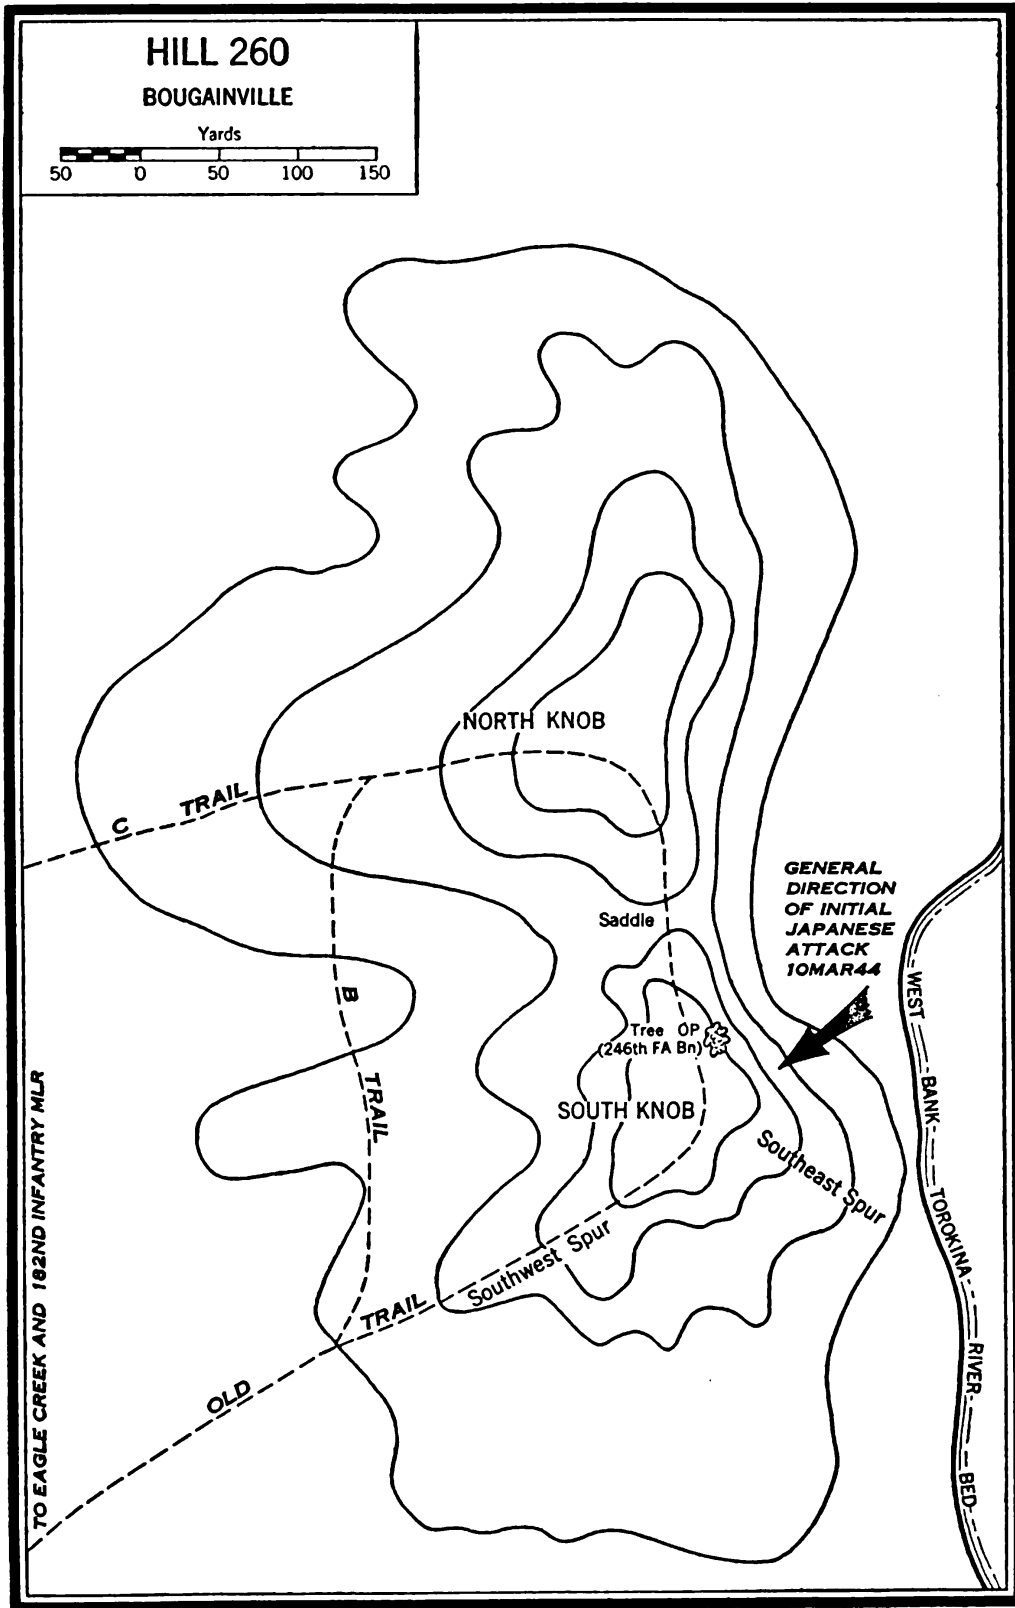 HILL 260
BOUGAINVILLE
Yards
50 0 50 100 150
NORTH KNOB
C TRAIL
GENERAL
DIRECTION
OF INITIAL
JAPANESE
ATTACK
10MAR44
Saddle
B TRAIL
Tree OP
(246th FA Bn)
SOUTH KNOB
Southeast Spur
Southwest Spur
OLD TRAIL
WEST BANK TOROKINA RIVER BED
TO EAGLE CREEK AND 182ND INFANTRY MLR